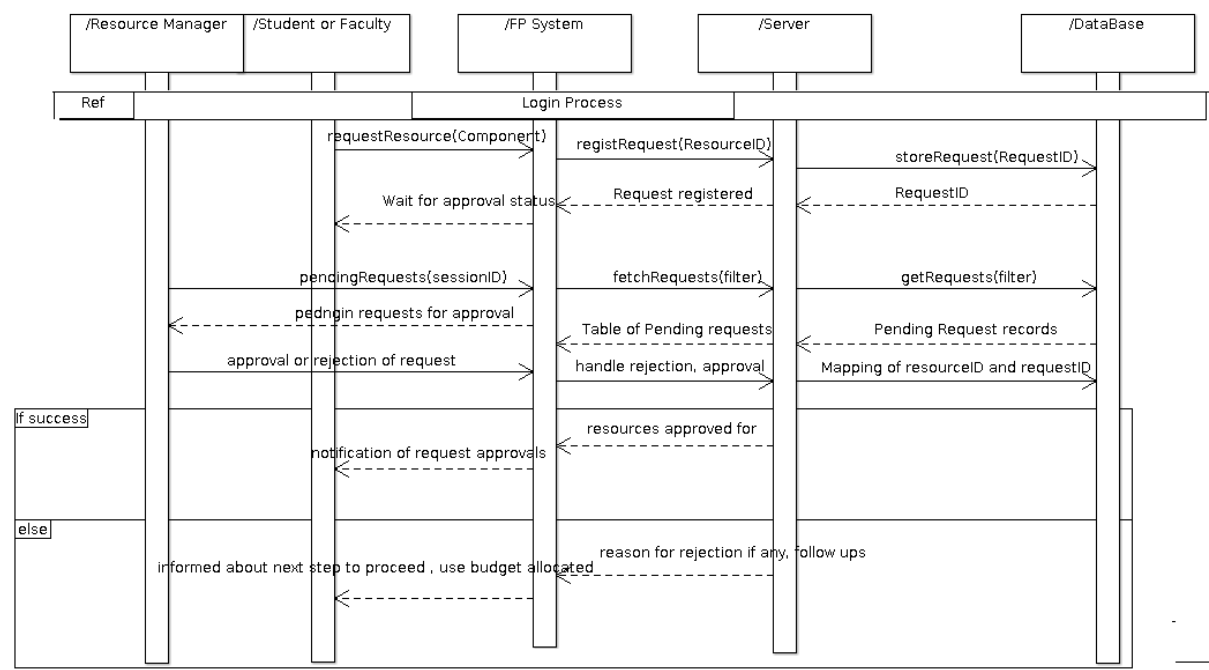 /Resource Manager
/Student or Faculty
/FP System
/Server
/DataBase
Ref
Login Process
requestResource(Component)
registRequest(ResourceID)
storeRequest(RequestID)
Wait for approval status
Request registered
RequestID
pendingRequests(sessionID)
fetchRequests(filter)
getRequests(filter)
pedngin requests for approval
Table of Pending requests
Pending Request records
approval or rejection of request
handle rejection, approval
Mapping of resourceID and requestID
If success
resources approved for
notification of request approvals
else
reason for rejection if any, follow ups
informed about next step to proceed , use budget allocated